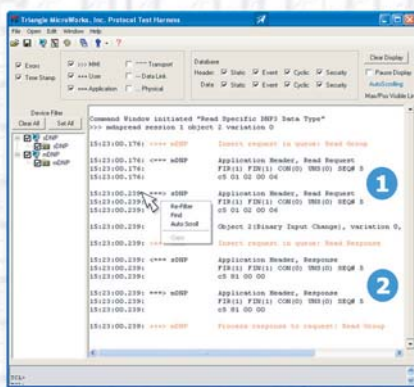 Triangle MicroWorks, Inc. Protocol Test Harness
File Open Edit Window Help
Error
Time Stamp
>>> MMI
+++ User
=== Application
~~~~ Transport
--- Data Link
... Physical
Database
Header: Static Event Cyclic Security
Data: Static Event Cyclic Security
Clear Display
Pause Display
AutoScrolling
Max/Pos Visible Li
Device Filter
Clear All Set All
sDNP
sDNP
mDNP
mDNP
Command Window initiated "Read Specific DNP3 Data Type"
>>> mdnpread session 1 object 2 variation 0
15:23:00.176: ++++ mDNP Insert request in queue: Read Group
15:23:00.176: <=== mDNP Application Header, Read Request
15:23:00.176: FIR(1) FIN(1) CON(0) UNS(0) SEQ# 5
15:23:00.176: c5 01 02 00 06
15:23:00.239: ===> sDNP Application Header, Read Request
15:23:00.239: FIR(1) FIN(1) CON(0) UNS(0) SEQ# 5
15:23:00.239: c5 01 02 00 06
15:23:00.239: Object 2(Binary Input Change), variation 0,
15:23:00.239: Insert request in queue: Read Response
15:23:00.239: <=== sDNP Application Header, Response
15:23:00.239: FIR(1) FIN(1) CON(0) UNS(0) SEQ# 5
15:23:00.239: c5 81 00 00
15:23:00.239: ===> mDNP Application Header, Response
15:23:00.239: FIR(1) FIN(1) CON(0) UNS(0) SEQ# 5
15:23:00.239: c5 81 00 00
15:23:00.239: ++++ mDNP Process response to request: Read Group
Re-Filter
Find
Auto Scroll
Copy
1
2
TCL>